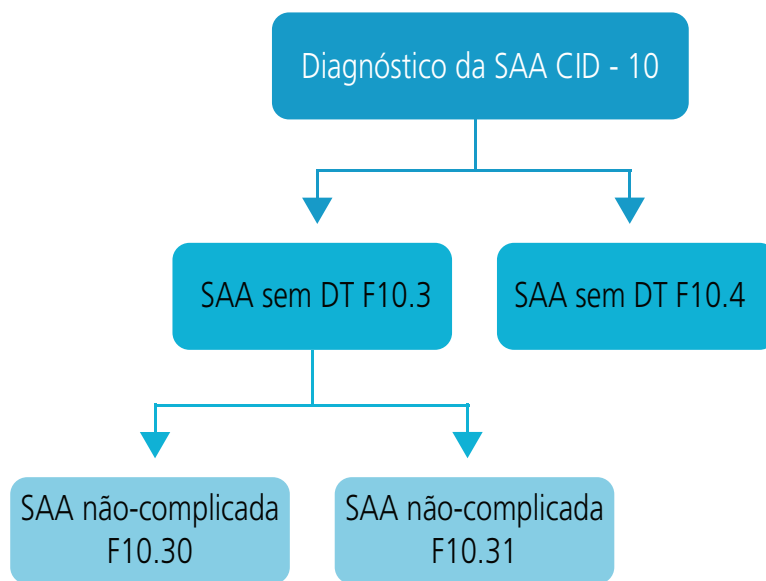 Diagnóstico da SAA CID - 10
SAA sem DT F10.3
SAA sem DT F10.4
SAA não-complicada
F10.30
SAA não-complicada
F10.31